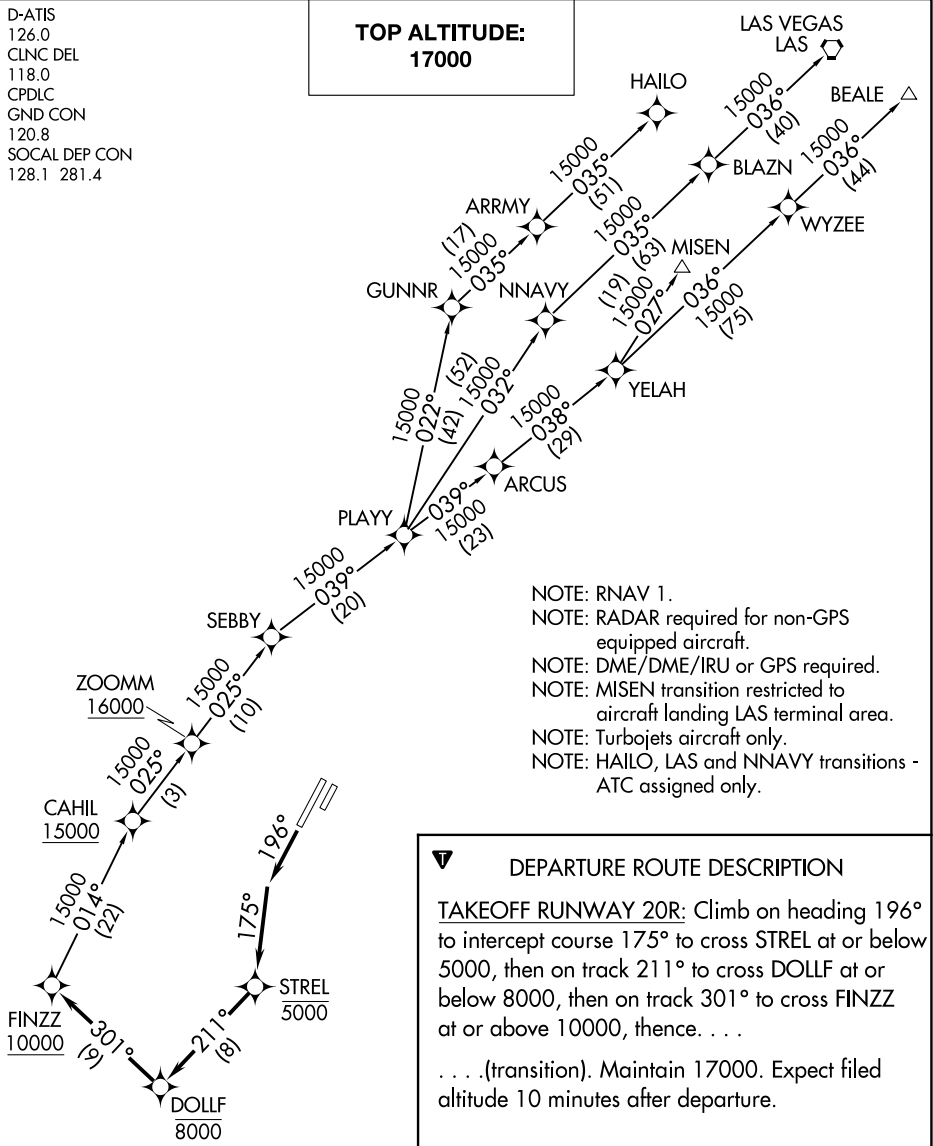 D-ATIS
126.0
CLNC DEL
118.0
CPDLC
GND CON
120.8
SOCAL DEP CON
128.1 281.4
TOP ALTITUDE:
17000
LAS VEGAS
LAS
BEALE
HAILO
15000
036°
(40)
15000
036°
(44)
BLAZN
15000
035°
(51)
ARRMY
WYZEE
15000
035°
(63)
MISEN
(17)
15000
035°
GUNNR
NNAVY
(19)
15000
027°
036°
15000
(75)
YELAH
15000
022°
(42)
(52)
15000
032°
15000
038°
(29)
ARCUS
PLAYY
039°
15000
(23)
15000
039°
(20)
SEBBY
NOTE: RNAV 1.
NOTE: RADAR required for non-GPS
equipped aircraft.
NOTE: DME/DME/IRU or GPS required.
NOTE: MISEN transition restricted to
aircraft landing LAS terminal area.
NOTE: Turbojets aircraft only.
NOTE: HAILO, LAS and NNAVY transitions -
ATC assigned only.
ZOOMM
16000
15000
025°
(10)
15000
025°
(3)
CAHIL
15000
196°
175°
15000
014°
(22)
STREL
5000
FINZZ
10000
301°
(9)
211°
(8)
DOLLF
8000
T
DEPARTURE ROUTE DESCRIPTION
TAKEOFF RUNWAY 20R: Climb on heading 196°
to intercept course 175° to cross STREL at or below
5000, then on track 211° to cross DOLLF at or
below 8000, then on track 301° to cross FINZZ
at or above 10000, thence. . . .
. . . .(transition). Maintain 17000. Expect filed
altitude 10 minutes after departure.